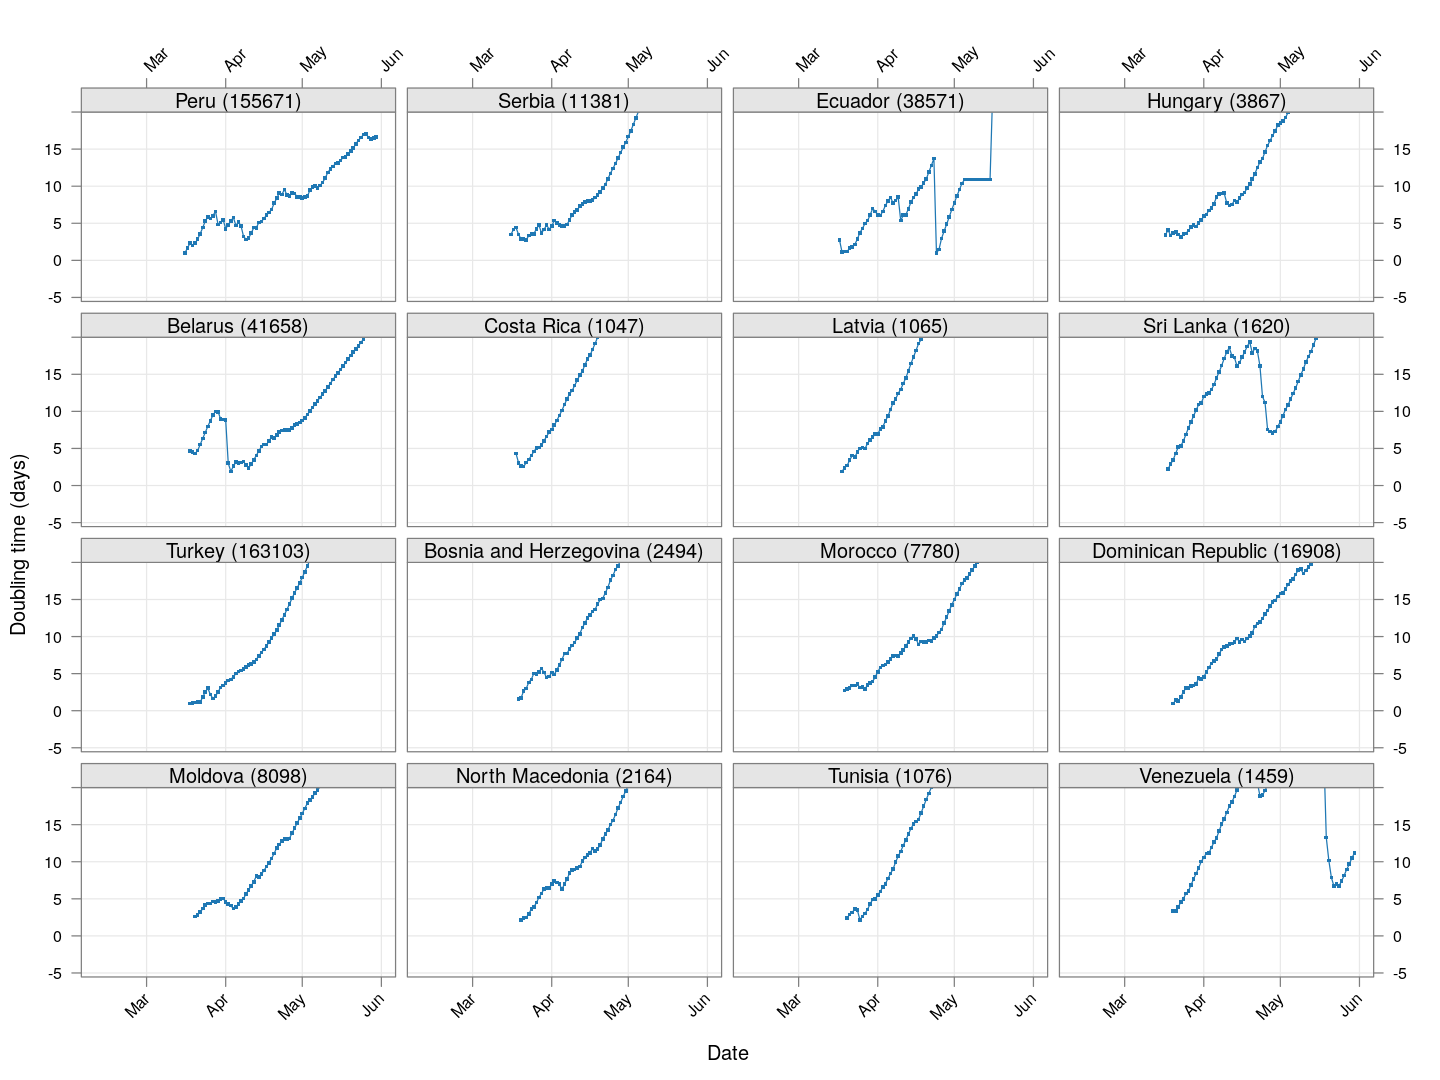 Mar Apr May Jun Mar Apr May Jun Mar Apr May Jun Mar Apr May Jun
Peru (155671) Serbia (11381) Ecuador (38571) Hungary (3867)
15 15
10 10
5 5
0 0
-5 -5
Belarus (41658) Costa Rica (1047) Latvia (1065) Sri Lanka (1620)
15 15
10 10
5 5
0 0
-5 -5
Doubling time (days)
Turkey (163103) Bosnia and Herzegovina (2494) Morocco (7780) Dominican Republic (16908)
15 15
10 10
5 5
0 0
-5 -5
Moldova (8098) North Macedonia (2164) Tunisia (1076) Venezuela (1459)
15 15
10 10
5 5
0 0
-5 -5
Mar Apr May Jun Mar Apr May Jun Mar Apr May Jun Mar Apr May Jun
Date